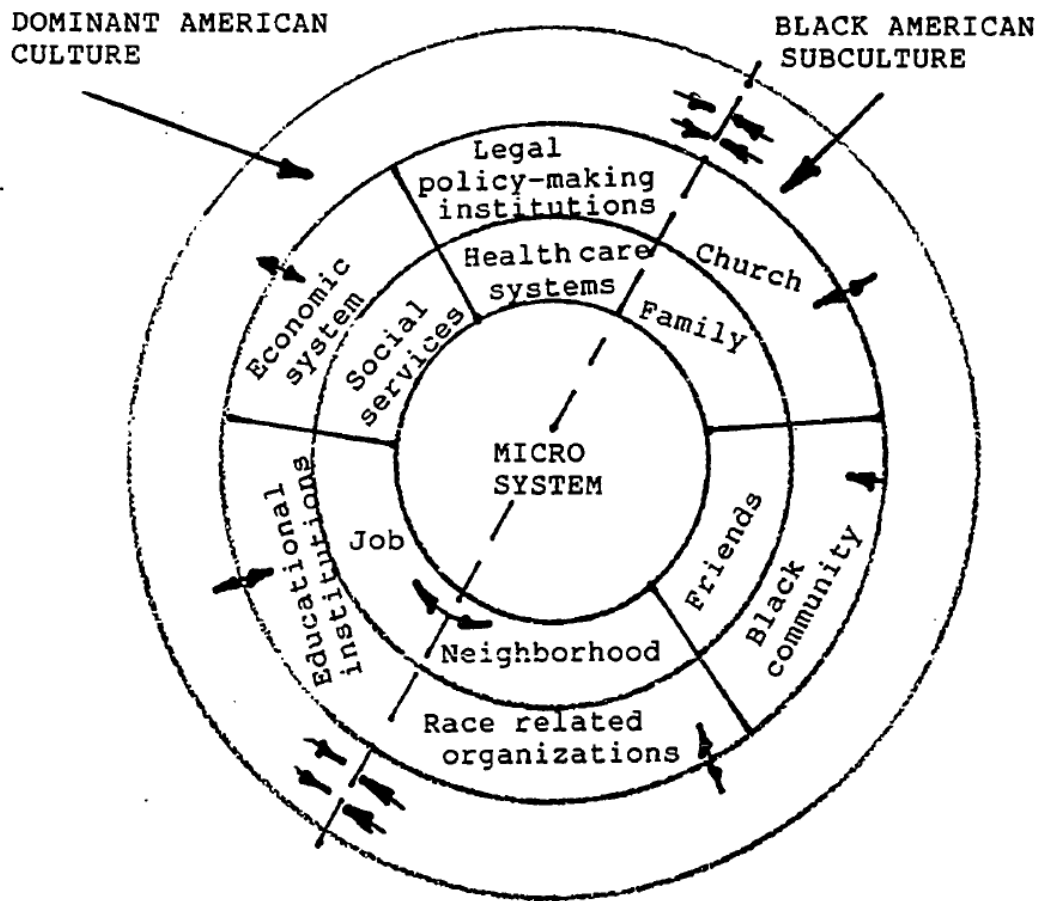 DOMINANT AMERICAN
CULTURE
BLACK AMERICAN
SUBCULTURE
Legal
policy-making
institutions
Health care
systems
Church
Family
Economic
system
Social
services
MICRO
SYSTEM
Educational
institutions
Job
Friends
Black
community
Neighborhood
Race related
organizations